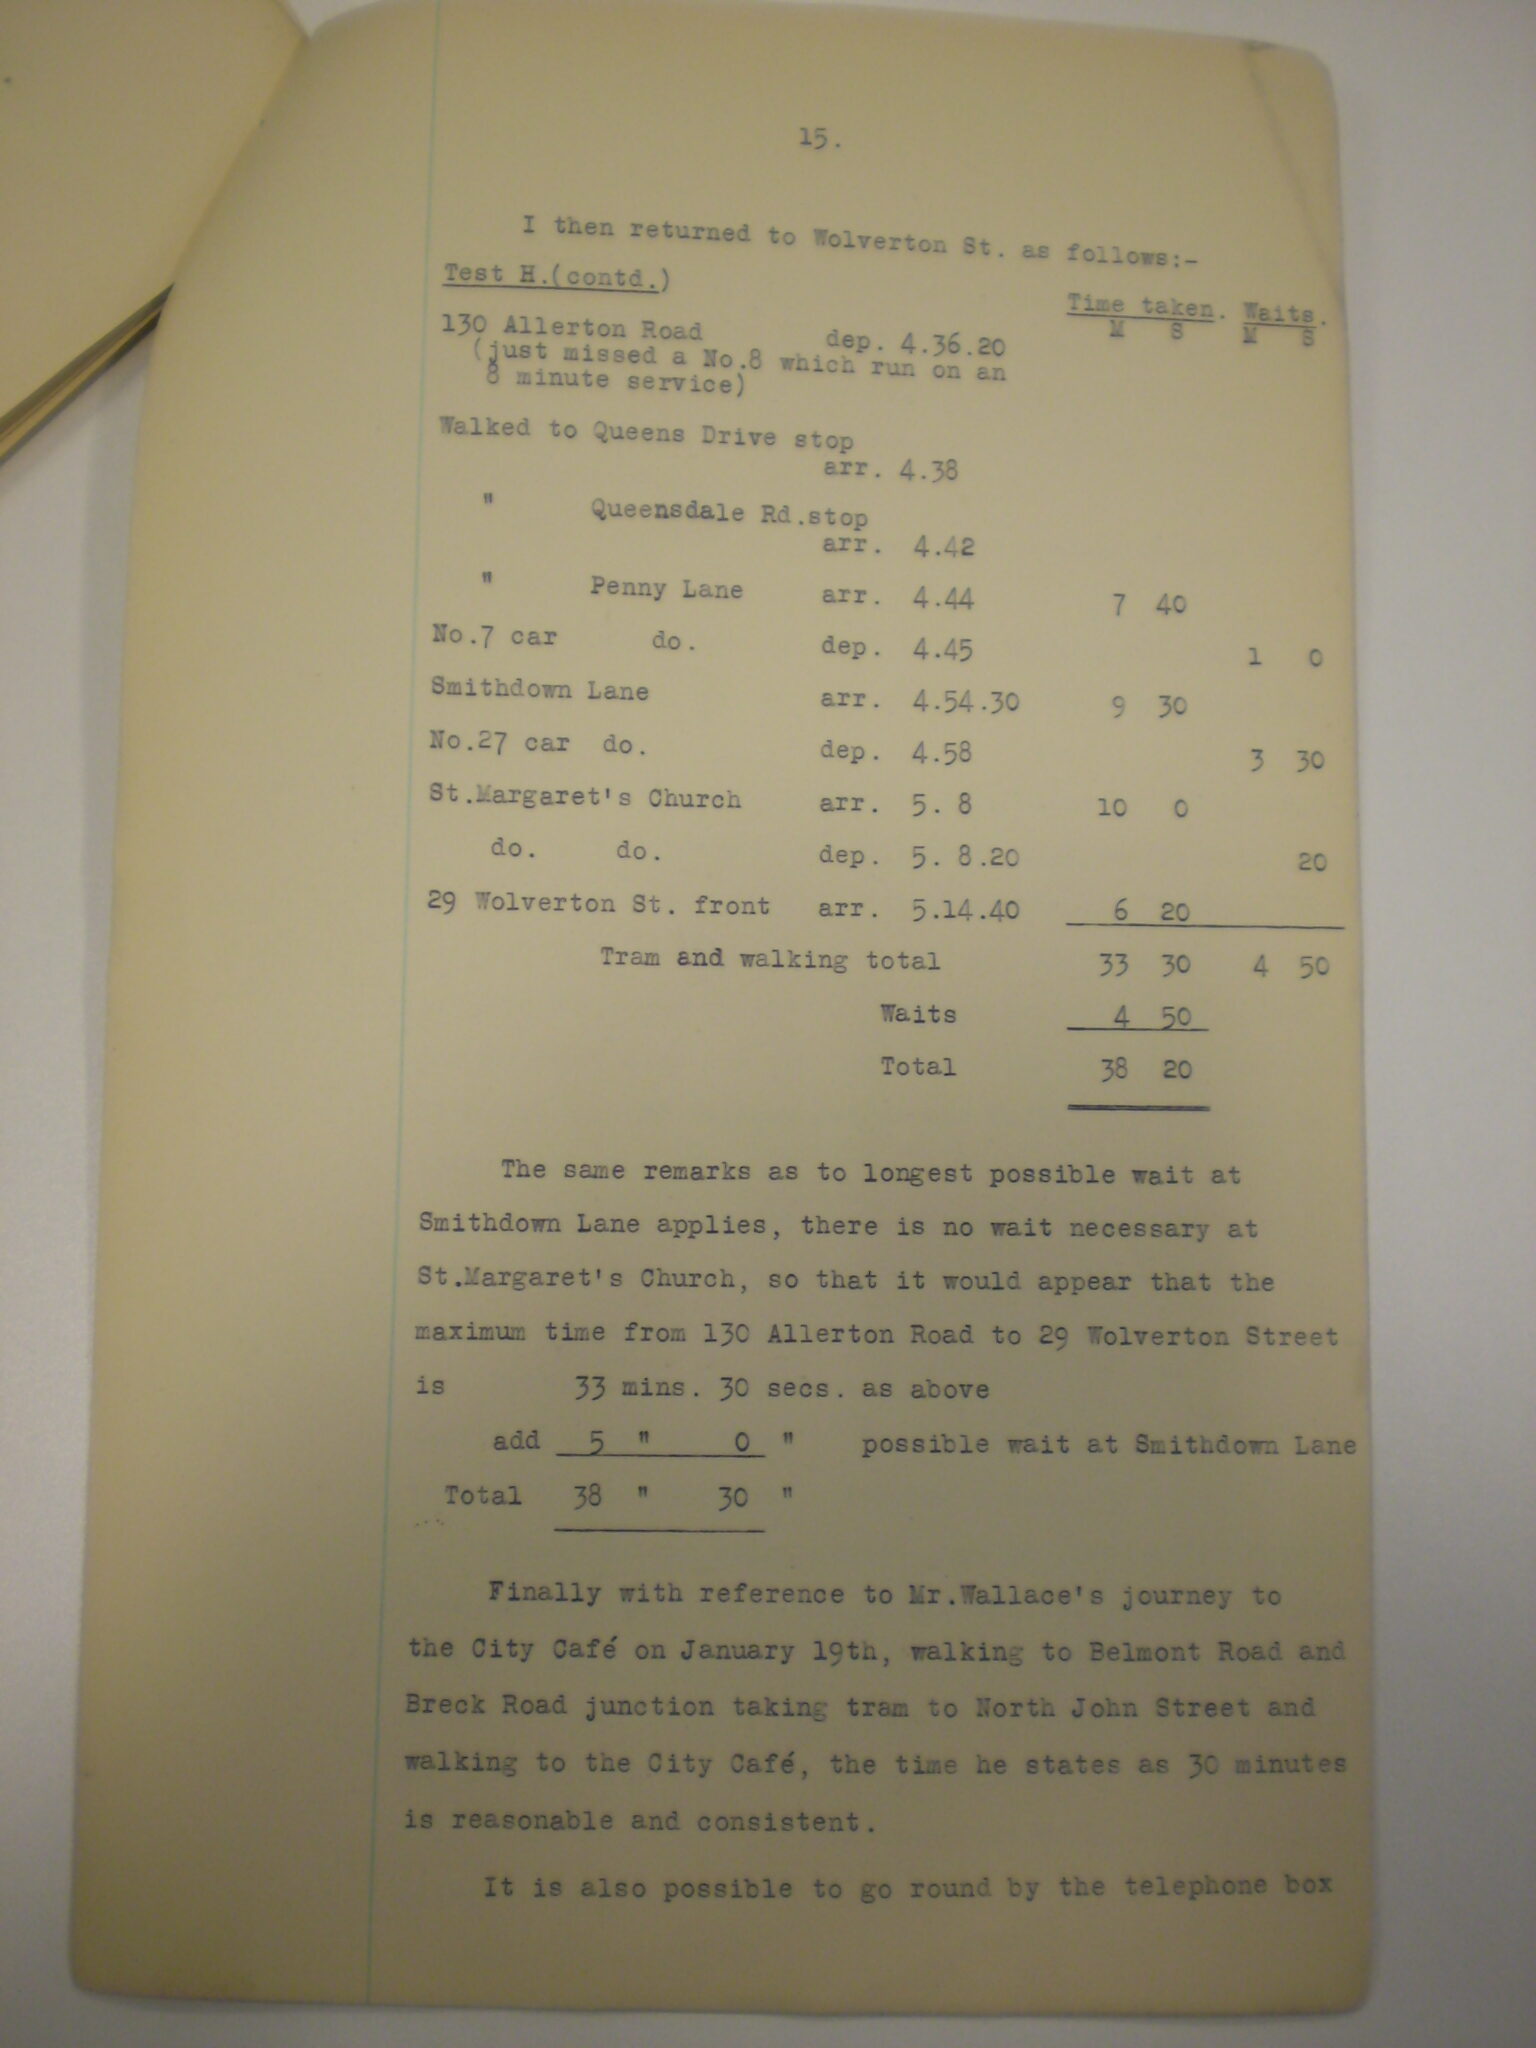 15.
I then returned to Wolverton St. as follows:-
Test H.(contd.)
Time taken. Waits.
M S M S
130 Allerton Road dep. 4.36.20
(just missed a No.8 which run on an
8 minute service)
Walked to Queens Drive stop
arr. 4.38
" Queensdale Rd.stop
arr. 4.42
" Penny Lane arr. 4.44 7 40
No.7 car do. dep. 4.45 1 0
Smithdown Lane arr. 4.54.30 9 30
No.27 car do. dep. 4.58 3 30
St.Margaret's Church arr. 5. 8 10 0
do. do. dep. 5. 8.20 20
29 Wolverton St. front arr. 5.14.40 6 20
Tram and walking total 33 30 4 50
Waits 4 50
Total 38 20
The same remarks as to longest possible wait at
Smithdown Lane applies, there is no wait necessary at
St.Margaret's Church, so that it would appear that the
maximum time from 130 Allerton Road to 29 Wolverton Street
is 33 mins. 30 secs. as above
add 5 " 0 " possible wait at Smithdown Lane
Total 38 " 30 "
Finally with reference to Mr.Wallace's journey to
the City Café on January 19th, walking to Belmont Road and
Breck Road junction taking tram to North John Street and
walking to the City Café, the time he states as 30 minutes
is reasonable and consistent.
It is also possible to go round by the telephone box